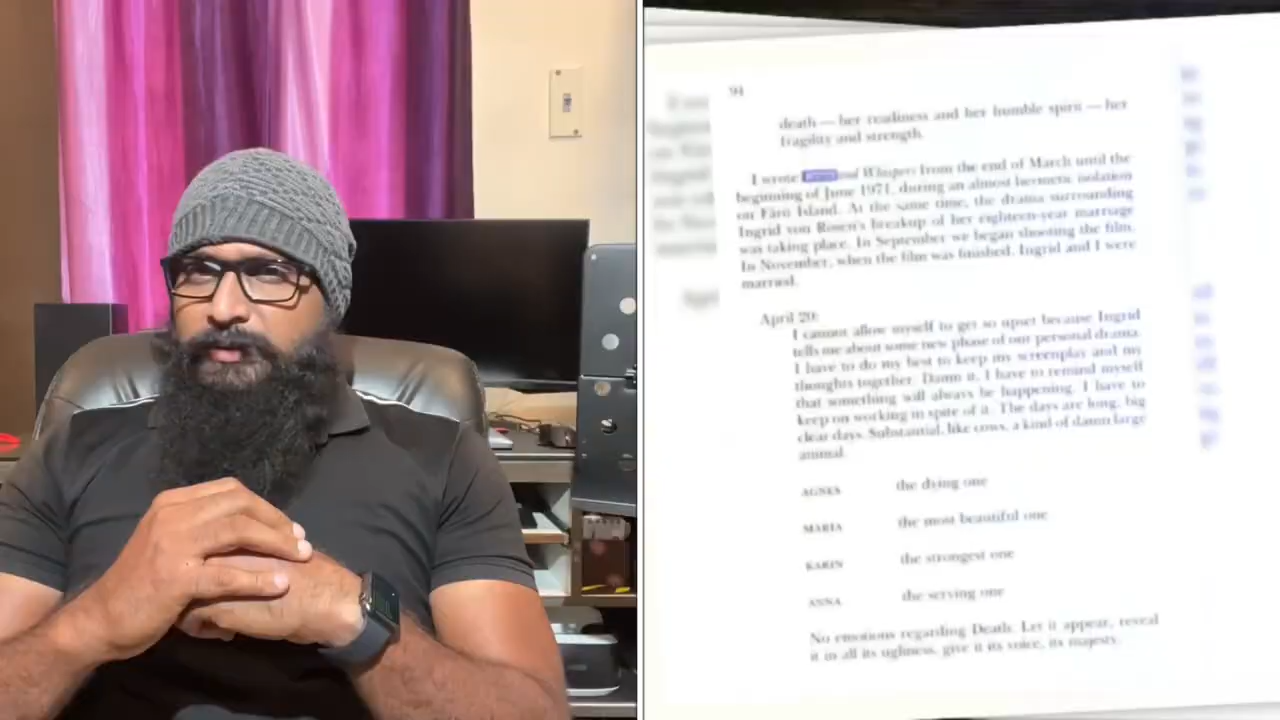 94
death — her readiness and her humble spirit — her
fragility and strength.
I wrote and Whispers from the end of March until the
beginning of June 1971, during an almost hermetic isolation
on Fårö Island. At the same time, the drama surrounding
Ingrid von Rosen's breakup of her eighteen-year marriage
was taking place. In September we began shooting the film.
In November, when the film was finished, Ingrid and I were
married.
April 20:
I cannot allow myself to get so upset because Ingrid
tells me about some new phase of our personal drama.
I have to do my best to keep my screenplay and my
thoughts together. Damn it, I have to remind myself
that something will always be happening. I have to
keep on working in spite of it. The days are long, big
clear days. Substantial, like cows, a kind of damn large
animal.
AGNES the dying one
MARIA the most beautiful one
KARIN the strongest one
ANNA the serving one
No emotions regarding Death. Let it appear, reveal
it in all its ugliness, give it its voice, its majesty.